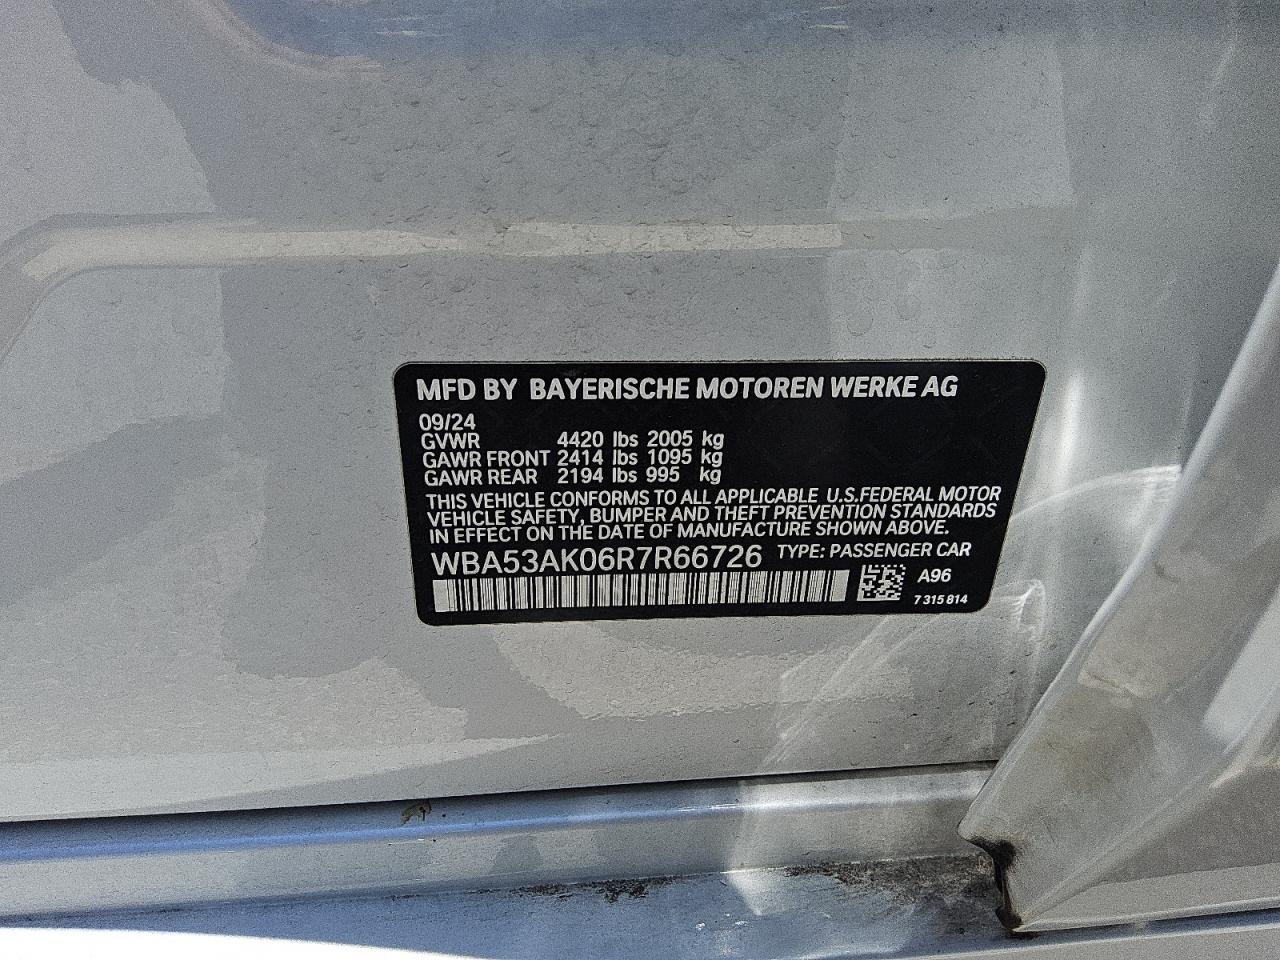 MFD BY BAYERISCHE MOTOREN WERKE AG
09/24
GVWR 4420 lbs 2005 kg
GAWR FRONT 2414 lbs 1095 kg
GAWR REAR 2194 lbs 995 kg
THIS VEHICLE CONFORMS TO ALL APPLICABLE U.S.FEDERAL MOTOR
VEHICLE SAFETY, BUMPER AND THEFT PREVENTION STANDARDS
IN EFFECT ON THE DATE OF MANUFACTURE SHOWN ABOVE.
WBA53AK06R7R66726 TYPE: PASSENGER CAR
A96
7 315 814